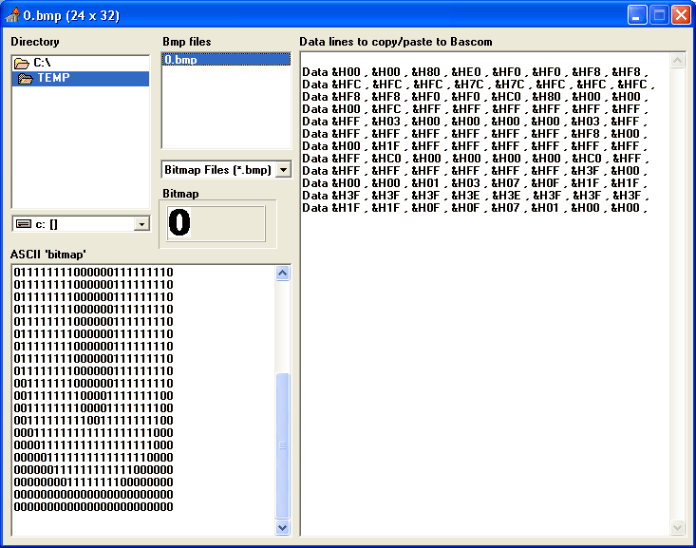 0.bmp (24 x 32)
Directory
C:\
TEMP
c: []
Bmp files
0.bmp
Bitmap Files (*.bmp)
Bitmap
0
ASCII 'bitmap'
011111111000000111111110
011111111000000111111110
011111111000000111111110
011111111000000111111110
011111111000000111111110
011111111000000111111110
011111111000000111111110
011111111000000111111110
011111111000000111111110
001111111000000111111110
001111111100001111111100
001111111100001111111100
001111111110011111111100
000111111111111111111000
000011111111111111111000
000001111111111111110000
000000111111111111000000
000000001111111100000000
000000000000000000000000
000000000000000000000000
Data lines to copy/paste to Bascom
Data &H00 , &H00 , &H80 , &HE0 , &HF0 , &HF0 , &HF8 , &HF8 ,
Data &HFC , &HFC , &HFC , &H7C , &H7C , &HFC , &HFC , &HFC ,
Data &HF8 , &HF8 , &HF0 , &HF0 , &HC0 , &H80 , &H00 , &H00 ,
Data &H00 , &HFC , &HFF , &HFF , &HFF , &HFF , &HFF , &HFF ,
Data &HFF , &H03 , &H00 , &H00 , &H00 , &H00 , &H03 , &HFF ,
Data &HFF , &HFF , &HFF , &HFF , &HFF , &HFF , &HF8 , &H00 ,
Data &H00 , &H1F , &HFF , &HFF , &HFF , &HFF , &HFF , &HFF ,
Data &HFF , &HC0 , &H00 , &H00 , &H00 , &H00 , &HC0 , &HFF ,
Data &HFF , &HFF , &HFF , &HFF , &HFF , &HFF , &H3F , &H00 ,
Data &H00 , &H00 , &H01 , &H03 , &H07 , &H0F , &H1F , &H1F ,
Data &H3F , &H3F , &H3F , &H3E , &H3E , &H3F , &H3F , &H3F ,
Data &H1F , &H1F , &H0F , &H0F , &H07 , &H01 , &H00 , &H00 ,